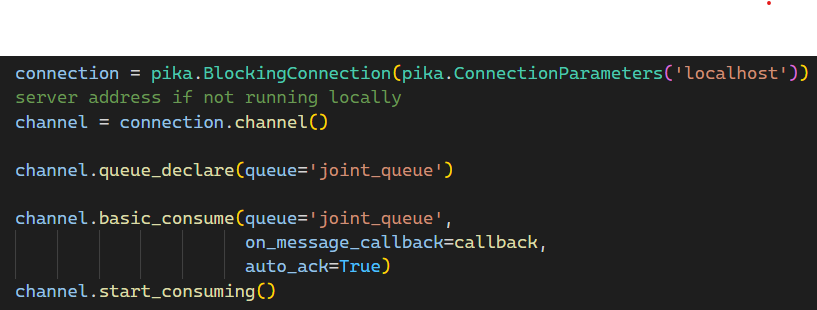 connection = pika.BlockingConnection(pika.ConnectionParameters('localhost'))
server address if not running locally
channel = connection.channel()
channel.queue_declare(queue='joint_queue')
channel.basic_consume(queue='joint_queue',
on_message_callback=callback,
auto_ack=True)
channel.start_consuming()